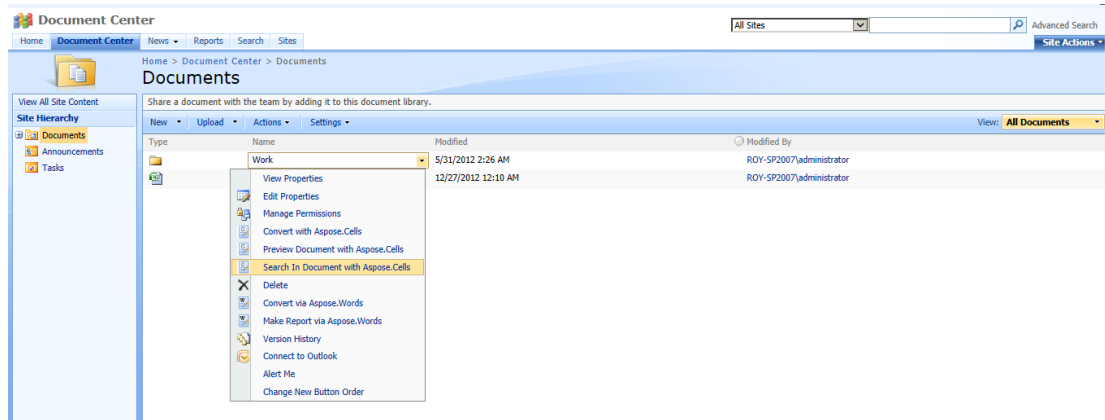 Document Center
All Sites
Advanced Search
Home Document Center News Reports Search Sites
Site Actions
Home > Document Center > Documents
Documents
View All Site Content
Share a document with the team by adding it to this document library.
Site Hierarchy
New Upload Actions Settings
View: All Documents
Documents
Announcements
Tasks
Type Name Modified Modified By
Work 5/31/2012 2:26 AM ROY-SP2007\administrator
12/27/2012 12:10 AM ROY-SP2007\administrator
View Properties
Edit Properties
Manage Permissions
Convert with Aspose.Cells
Preview Document with Aspose.Cells
Search In Document with Aspose.Cells
Delete
Convert via Aspose.Words
Make Report via Aspose.Words
Version History
Connect to Outlook
Alert Me
Change New Button Order